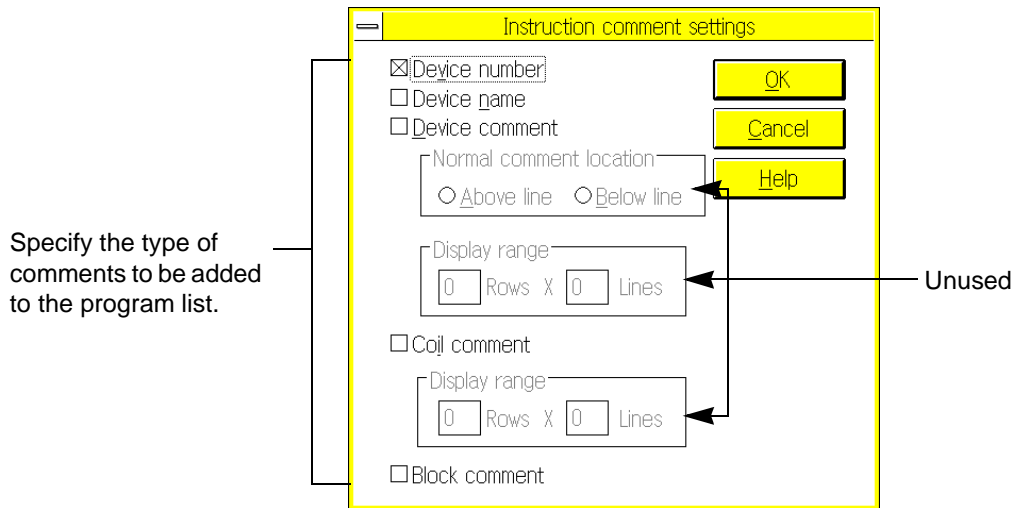 Instruction comment settings
Device number
Device name
Device comment
Normal comment location
Above line Below line
Display range
0 Rows X 0 Lines
Coil comment
Display range
0 Rows X 0 Lines
Block comment
OK
Cancel
Help
Specify the type of
comments to be added
to the program list.
Unused